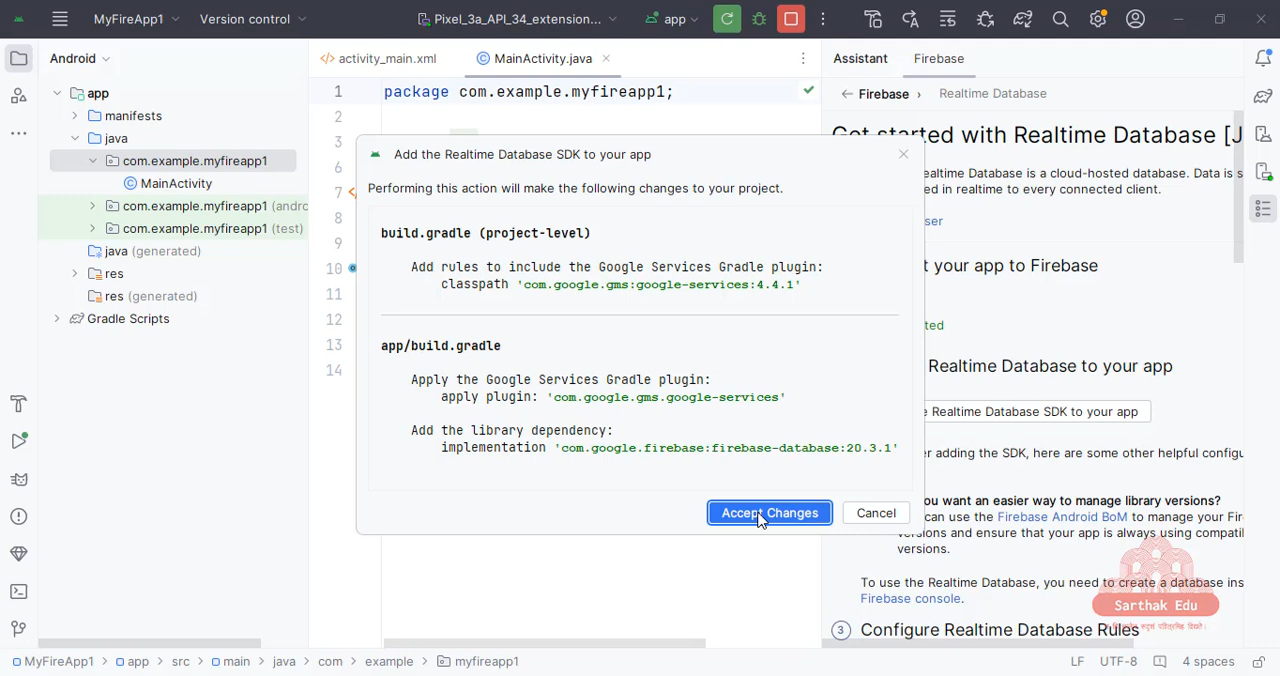 MyFireApp1
Version control
Pixel_3a_API_34_extension...
app
Android
activity_main.xml
MainActivity.java
Assistant
Firebase
app
manifests
java
com.example.myfireapp1
MainActivity
com.example.myfireapp1 (andro
com.example.myfireapp1 (test)
java (generated)
res
res (generated)
Gradle Scripts
1
2
3
6
7
8
9
10
11
12
13
14
package com.example.myfireapp1;
Add the Realtime Database SDK to your app
Performing this action will make the following changes to your project.
build.gradle (project-level)
Add rules to include the Google Services Gradle plugin:
classpath 'com.google.gms:google-services:4.4.1'
app/build.gradle
Apply the Google Services Gradle plugin:
apply plugin: 'com.google.gms.google-services'
Add the library dependency:
implementation 'com.google.firebase:firebase-database:20.3.1'
Accept Changes
Cancel
← Firebase › Realtime Database
Get started with Realtime Database [J
ealtime Database is a cloud-hosted database. Data is s
ed in realtime to every connected client.
ser
t your app to Firebase
ted
Realtime Database to your app
e Realtime Database SDK to your app
er adding the SDK, here are some other helpful configu
ou want an easier way to manage library versions?
can use the Firebase Android BoM to manage your Fir
versions and ensure that your app is always using compati
versions.
To use the Realtime Database, you need to create a database ins
Firebase console.
3 Configure Realtime Database Rules
Sarthak Edu
MyFireApp1 › app › src › main › java › com › example › myfireapp1
LF
UTF-8
4 spaces